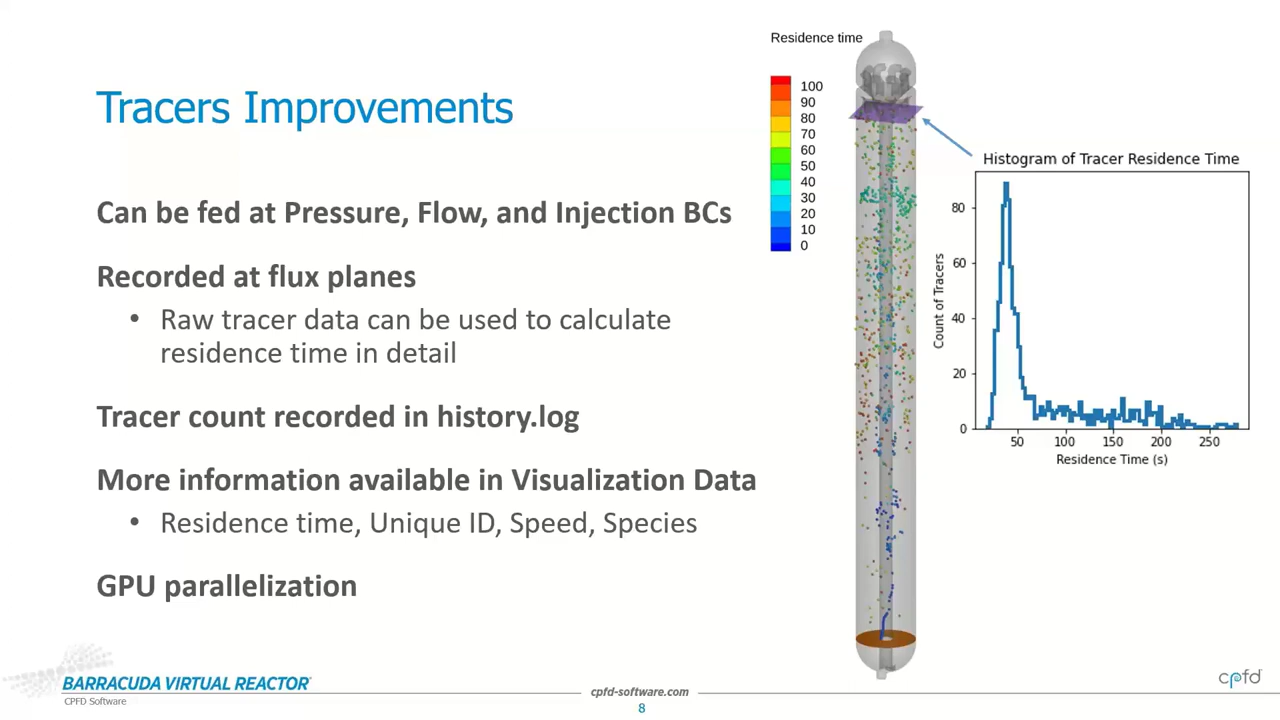 Tracers Improvements
Can be fed at Pressure, Flow, and Injection BCs
Recorded at flux planes
• Raw tracer data can be used to calculate
residence time in detail
Tracer count recorded in history.log
More information available in Visualization Data
• Residence time, Unique ID, Speed, Species
GPU parallelization
Residence time
100
90
80
70
60
50
40
30
20
10
0
Histogram of Tracer Residence Time
Count of Tracers
80
60
40
20
0
50 100 150 200 250
Residence Time (s)
BARRACUDA VIRTUAL REACTOR
CPFD Software
cpfd-software.com
8
cpfd